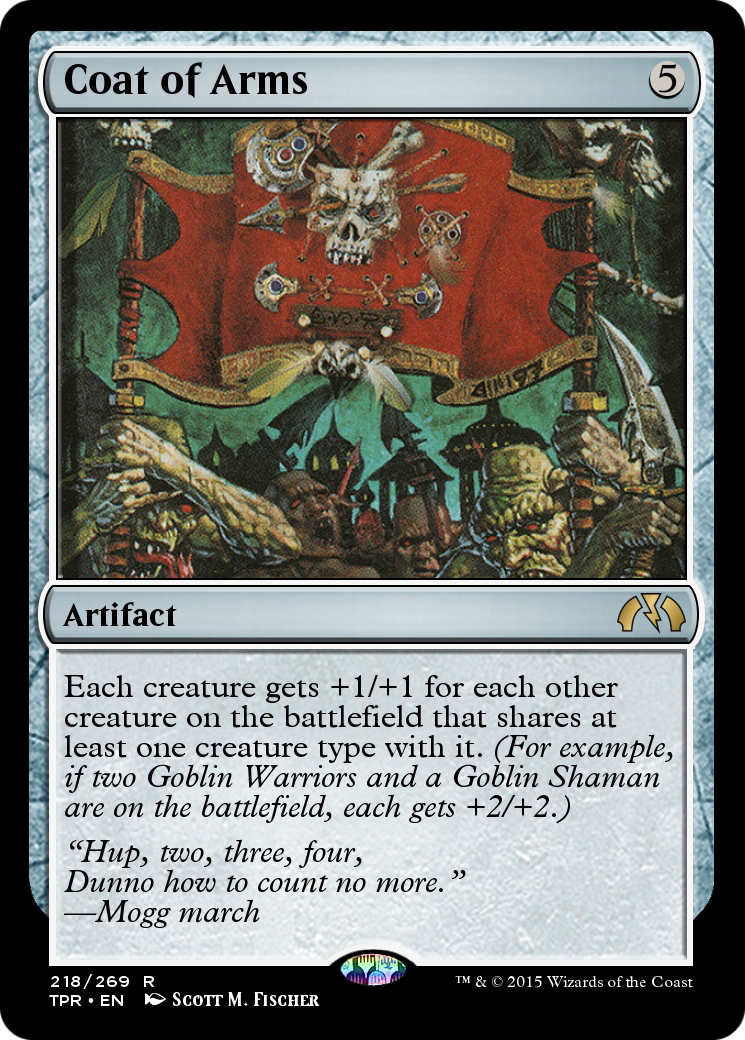 Coat of Arms 5
Artifact
Each creature gets +1/+1 for each other
creature on the battlefield that shares at
least one creature type with it. (For example,
if two Goblin Warriors and a Goblin Shaman
are on the battlefield, each gets +2/+2.)
“Hup, two, three, four,
Dunno how to count no more.”
—Mogg march
218/269 R
TPR • EN Scott M. Fischer
™ & © 2015 Wizards of the Coast